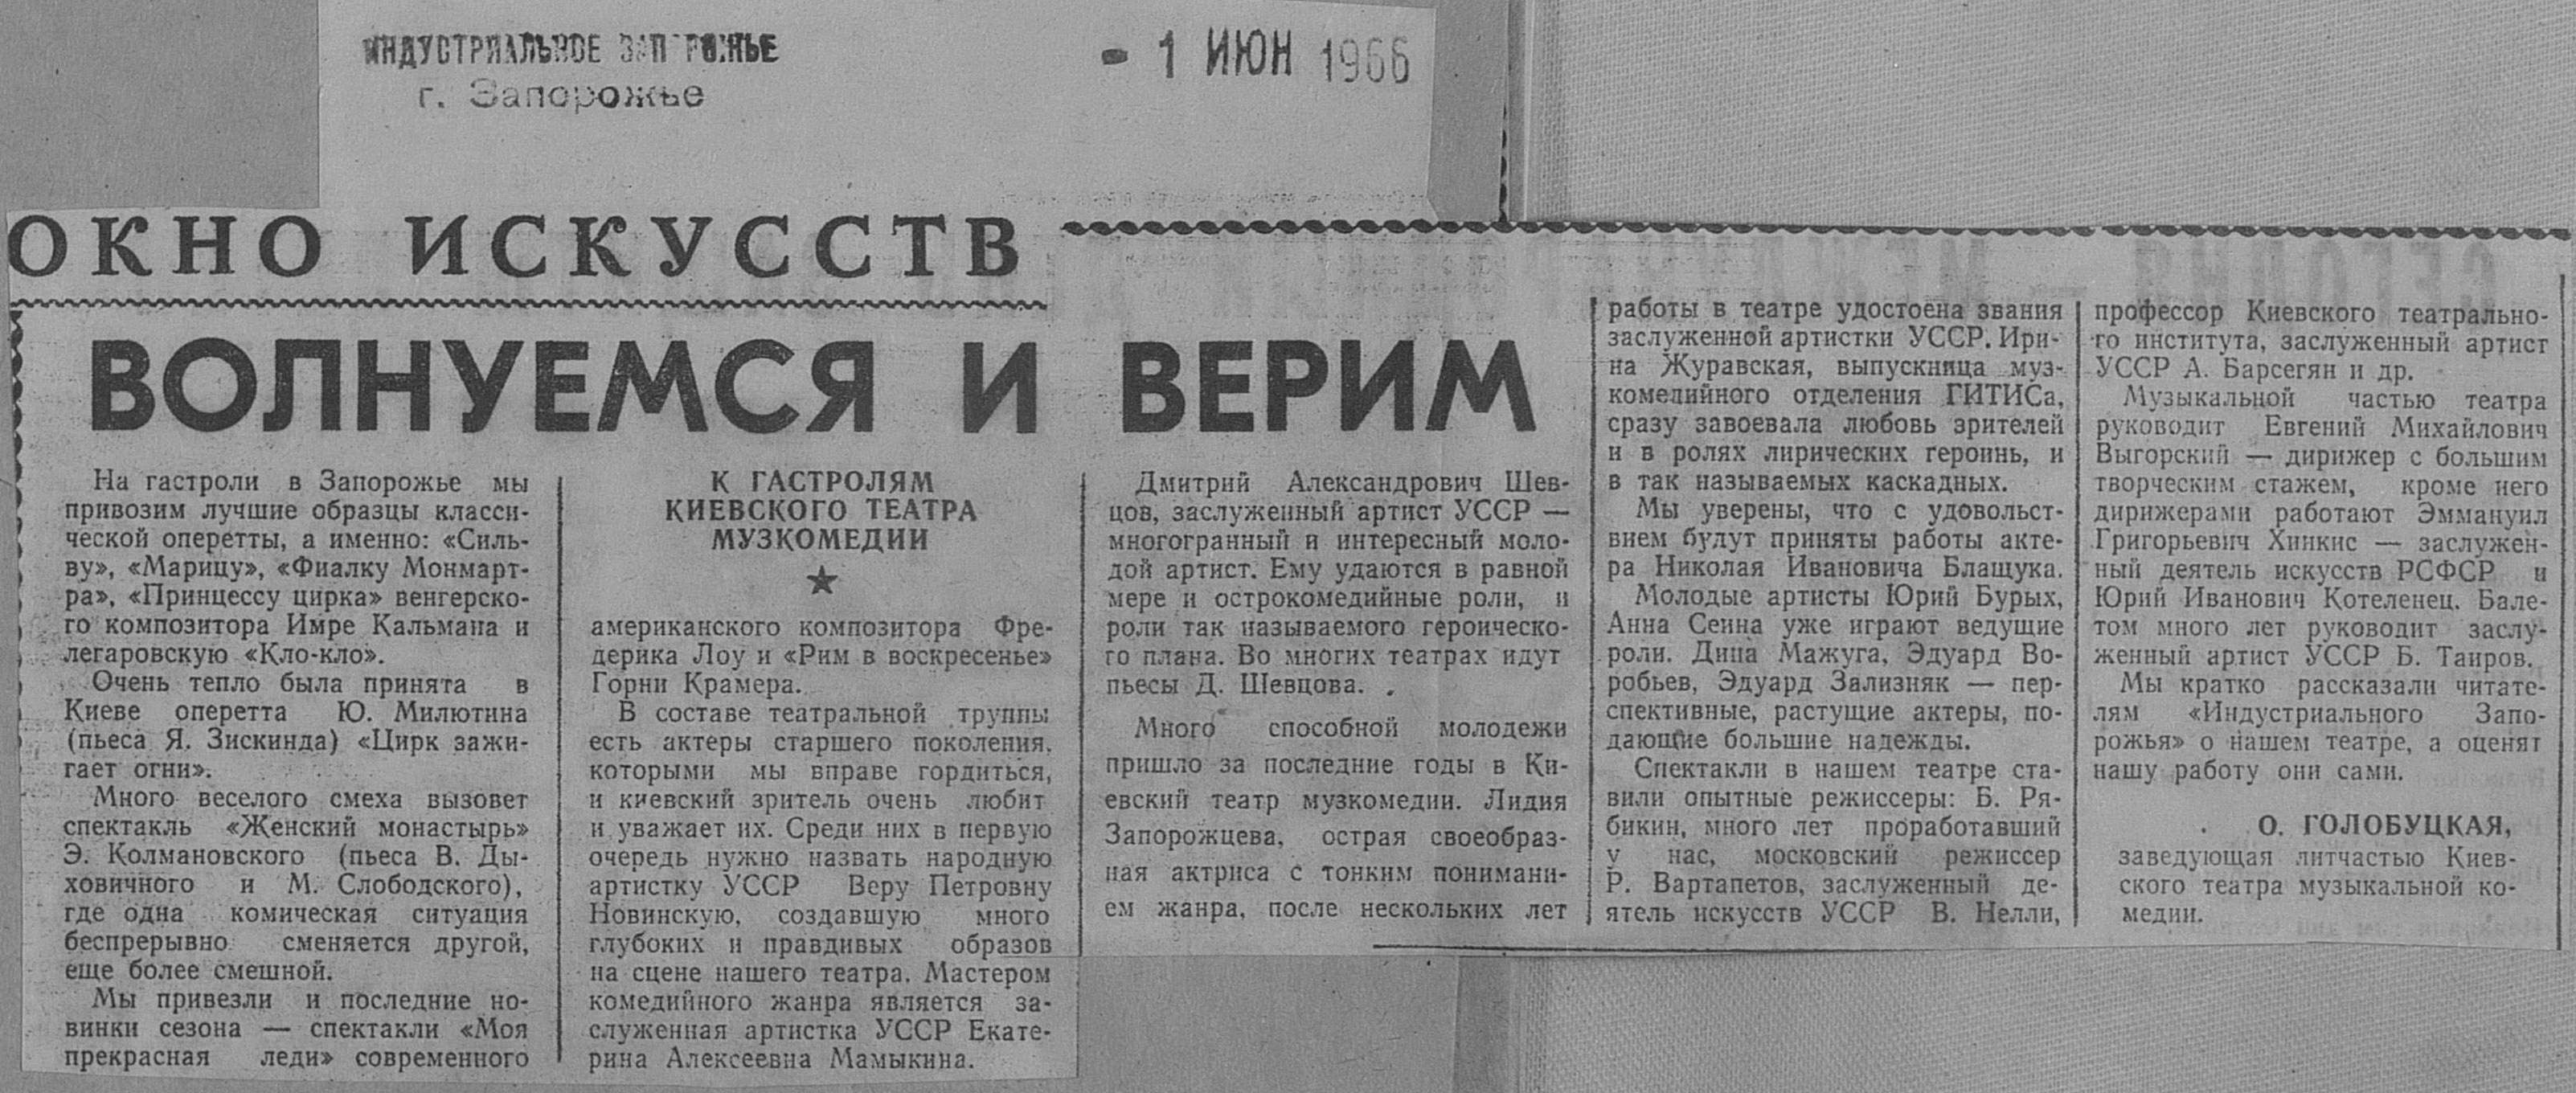 ИНДУСТРИАЛЬНОЕ ЗАПОРОЖЬЕ
г. Запорожье
- 1 ИЮН 1966
ОКНО ИСКУССТВ
ВОЛНУЕМСЯ И ВЕРИМ
На гастроли в Запорожье мы
привозим лучшие образцы класси-
ческой оперетты, а именно: «Силь-
ву», «Марицу», «Фиалку Монмарт-
ра», «Принцессу цирка» венгерско-
го композитора Имре Кальмана и
легаровскую «Кло-кло».
Очень тепло была принята в
Киеве оперетта Ю. Милютина
(пьеса Я. Зискинда) «Цирк зажи-
гает огни».
Много веселого смеха вызовет
спектакль «Женский монастырь»
Э. Колмановского (пьеса В. Ды-
ховичного и М. Слободского),
где одна комическая ситуация
беспрерывно сменяется другой,
еще более смешной.
Мы привезли и последние но-
винки сезона — спектакли «Моя
прекрасная леди» современного
К ГАСТРОЛЯМ
КИЕВСКОГО ТЕАТРА
МУЗКОМЕДИИ
американского композитора Фре-
дерика Лоу и «Рим в воскресенье»
Горни Крамера.
В составе театральной труппы
есть актеры старшего поколения,
которыми мы вправе гордиться,
и киевский зритель очень любит
и уважает их. Среди них в первую
очередь нужно назвать народную
артистку УССР Веру Петровну
Новинскую, создавшую много
глубоких и правдивых образов
на сцене нашего театра. Мастером
комедийного жанра является за-
служенная артистка УССР Екате-
рина Алексеевна Мамыкина.
Дмитрий Александрович Шев-
цов, заслуженный артист УССР —
многогранный и интересный моло-
дой артист. Ему удаются в равной
мере и острокомедийные роли, и
роли так называемого героическо-
го плана. Во многих театрах идут
пьесы Д. Шевцова.
Много способной молодежи
пришло за последние годы в Ки-
евский театр музкомедии. Лидия
Запорожцева, острая своеобраз-
ная актриса с тонким понимани-
ем жанра, после нескольких лет
работы в театре удостоена звания
заслуженной артистки УССР. Ири-
на Журавская, выпускница муз-
комедийного отделения ГИТИСа,
сразу завоевала любовь зрителей
и в ролях лирических героинь, и
в так называемых каскадных.
Мы уверены, что с удовольст-
вием будут приняты работы акте-
ра Николая Ивановича Блащука.
Молодые артисты Юрий Бурых,
Анна Сенна уже играют ведущие
роли. Дина Мажуга, Эдуард Во-
робьев, Эдуард Зализняк — пер-
спективные, растущие актеры, по-
дающие большие надежды.
Спектакли в нашем театре ста-
вили опытные режиссеры: Б. Ря-
бикин, много лет проработавший
у нас, московский режиссер
Р. Вартапетов, заслуженный де-
ятель искусств УССР В. Нелли,
профессор Киевского театрально-
го института, заслуженный артист
УССР А. Барсегян и др.
Музыкальной частью театра
руководит Евгений Михайлович
Выгорский — дирижер с большим
творческим стажем, кроме него
дирижерами работают Эммануил
Григорьевич Хинкис — заслужен-
ный деятель искусств РСФСР и
Юрий Иванович Котеленец. Бале-
том много лет руководит заслу-
женный артист УССР Б. Таиров.
Мы кратко рассказали читате-
лям «Индустриального Запо-
рожья» о нашем театре, а оценят
нашу работу они сами.
О. ГОЛОБУЦКАЯ,
заведующая литчастью Киев-
ского театра музыкальной ко-
медии.